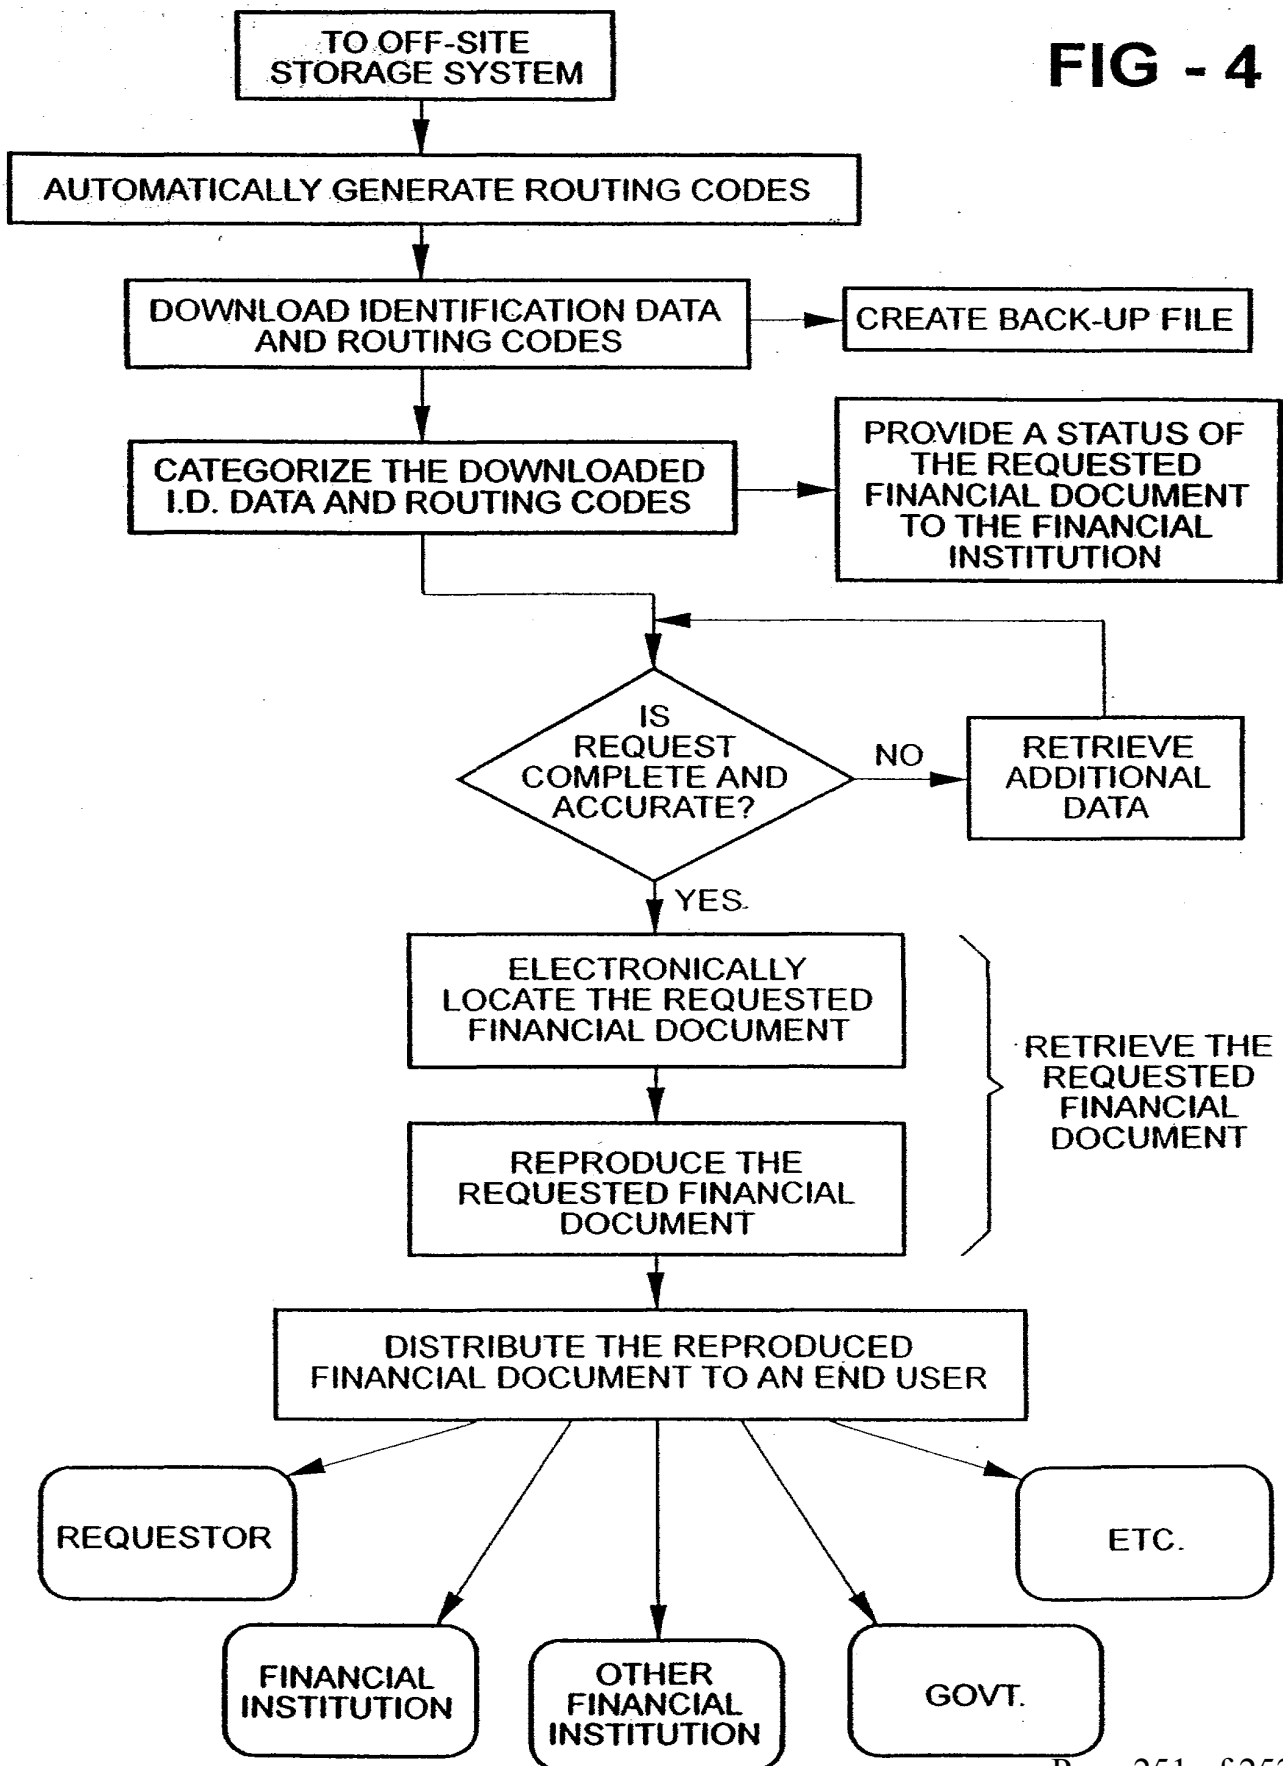 TO OFF-SITE
STORAGE SYSTEM
FIG - 4
AUTOMATICALLY GENERATE ROUTING CODES
DOWNLOAD IDENTIFICATION DATA
AND ROUTING CODES
CREATE BACK-UP FILE
CATEGORIZE THE DOWNLOADED
I.D. DATA AND ROUTING CODES
PROVIDE A STATUS OF
THE REQUESTED
FINANCIAL DOCUMENT
TO THE FINANCIAL
INSTITUTION
IS
REQUEST
COMPLETE AND
ACCURATE?
NO
RETRIEVE
ADDITIONAL
DATA
YES
ELECTRONICALLY
LOCATE THE REQUESTED
FINANCIAL DOCUMENT
REPRODUCE THE
REQUESTED FINANCIAL
DOCUMENT
RETRIEVE THE
REQUESTED
FINANCIAL
DOCUMENT
DISTRIBUTE THE REPRODUCED
FINANCIAL DOCUMENT TO AN END USER
REQUESTOR
FINANCIAL
INSTITUTION
OTHER
FINANCIAL
INSTITUTION
GOVT.
ETC.